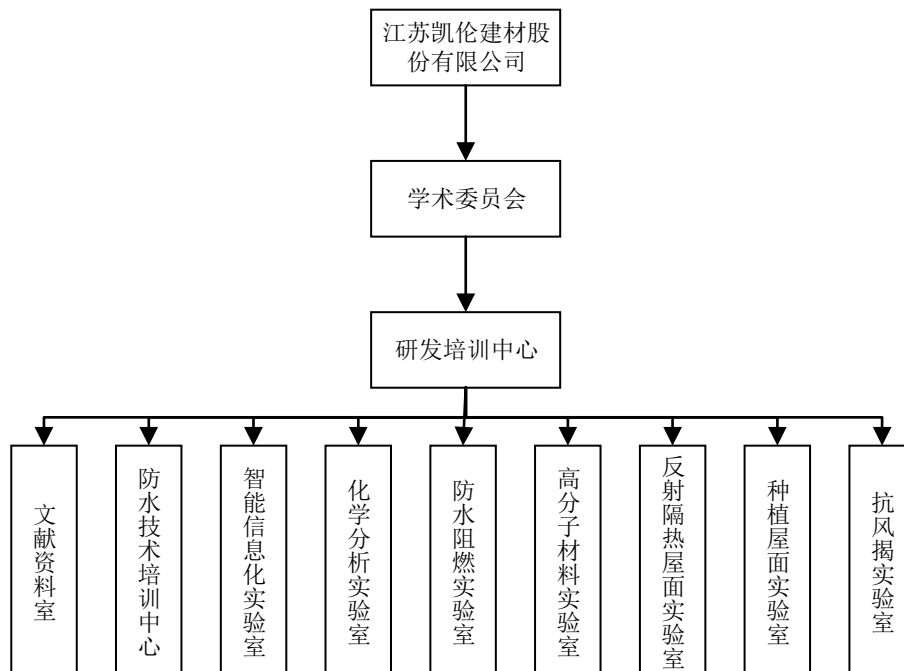 江苏凯伦建材股
份有限公司
学术委员会
研发培训中心
文献资料室
防水技术培训中心
智能信息化实验室
化学分析实验室
防水阻燃实验室
高分子材料实验室
反射隔热屋面实验室
种植屋面实验室
抗风揭实验室